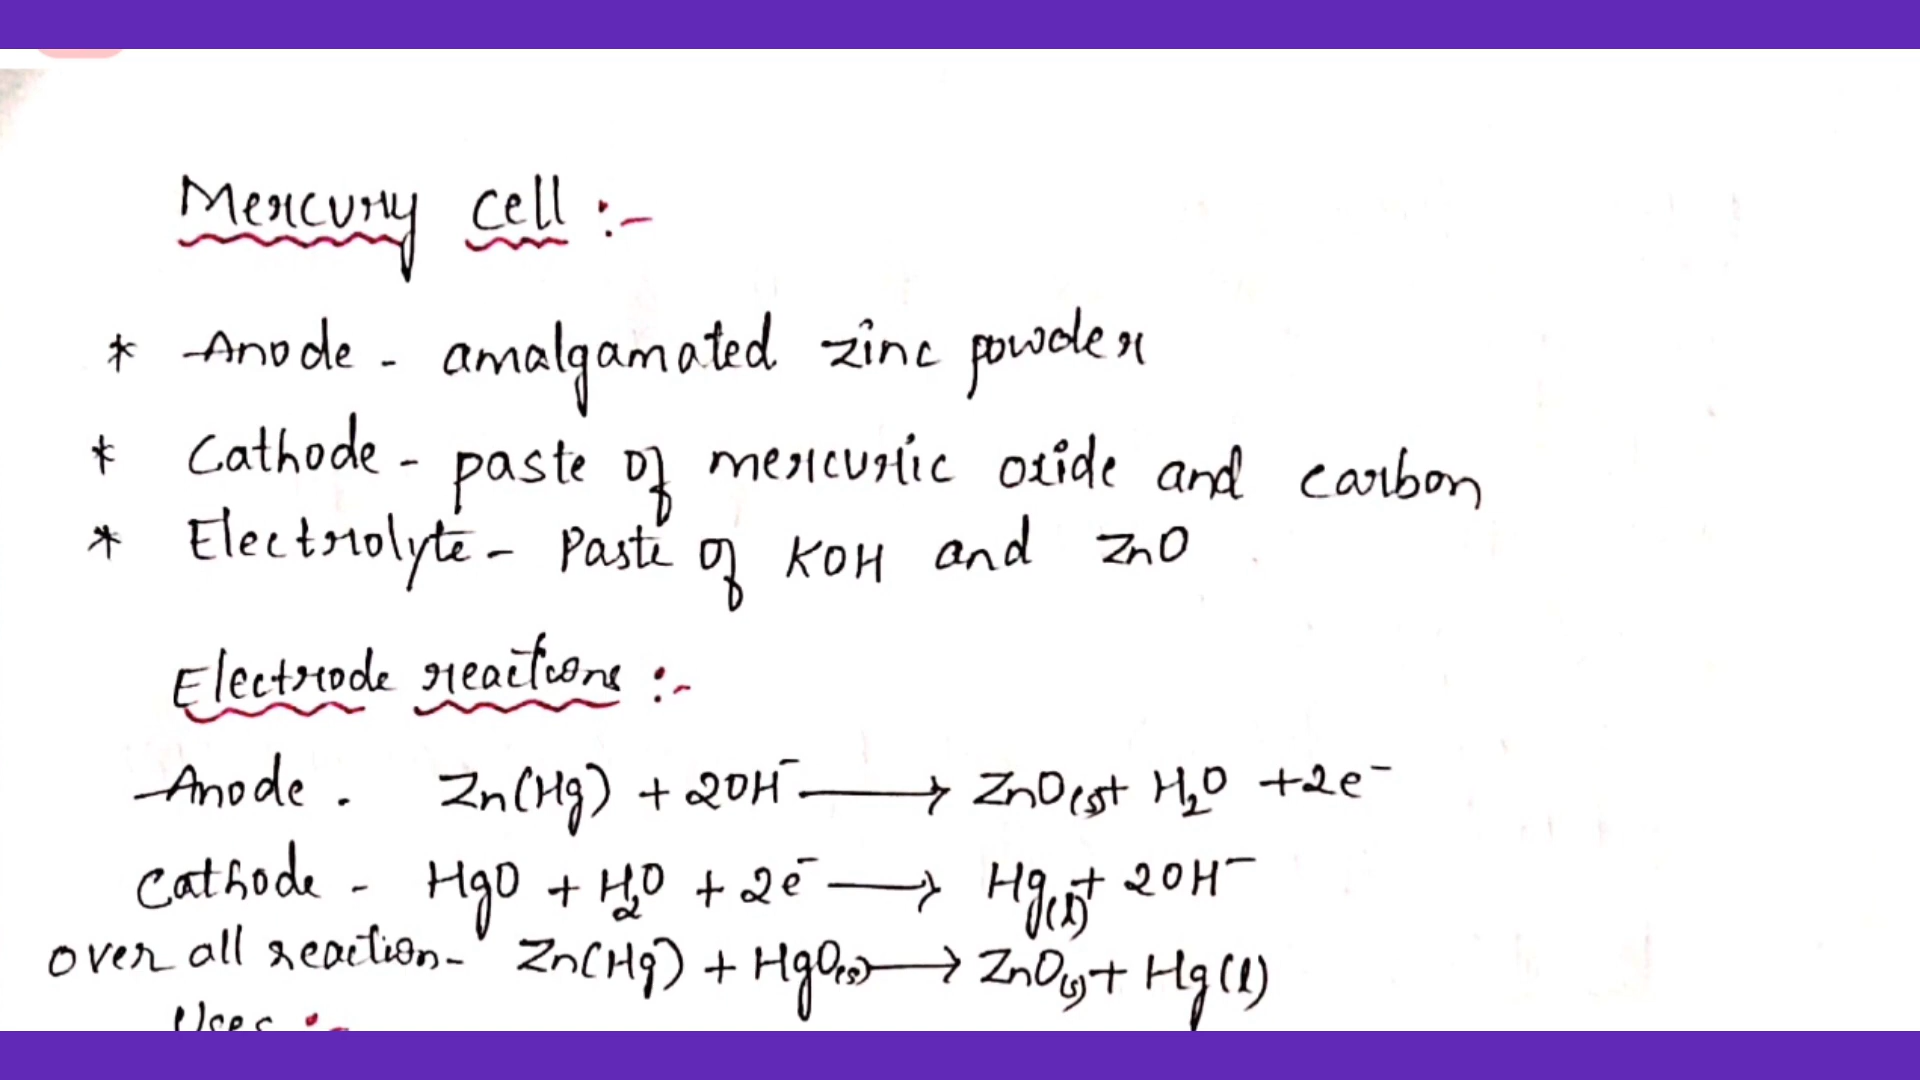 Mercury cell :-
* Anode - amalgamated zinc powder
* Cathode - paste of mercuric oxide and carbon
* Electrolyte - Paste of KOH and ZnO
Electrode reactions :-
Anode . Zn(Hg) + 2OH⁻ ⟶ ZnO(s) + H₂O + 2e⁻
Cathode - HgO + H₂O + 2e⁻ ⟶ Hg(l) + 2OH⁻
over all reaction - Zn(Hg) + HgO(s) ⟶ ZnO(s) + Hg(l)
Uses :-